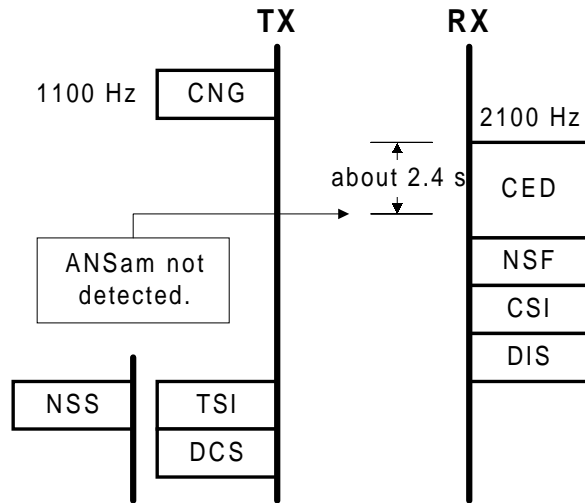 TX
RX
1100 Hz
CNG
2100 Hz
about 2.4 s
CED
ANSam not
detected.
NSF
CSI
DIS
NSS
TSI
DCS